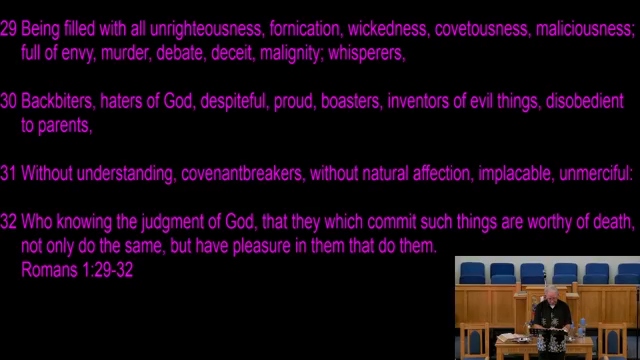 29 Being filled with all unrighteousness, fornication, wickedness, covetousness, maliciousness;
full of envy, murder, debate, deceit, malignity; whisperers,
30 Backbiters, haters of God, despiteful, proud, boasters, inventors of evil things, disobedient
to parents,
31 Without understanding, covenantbreakers, without natural affection, implacable, unmerciful:
32 Who knowing the judgment of God, that they which commit such things are worthy of death,
not only do the same, but have pleasure in them that do them.
Romans 1:29-32